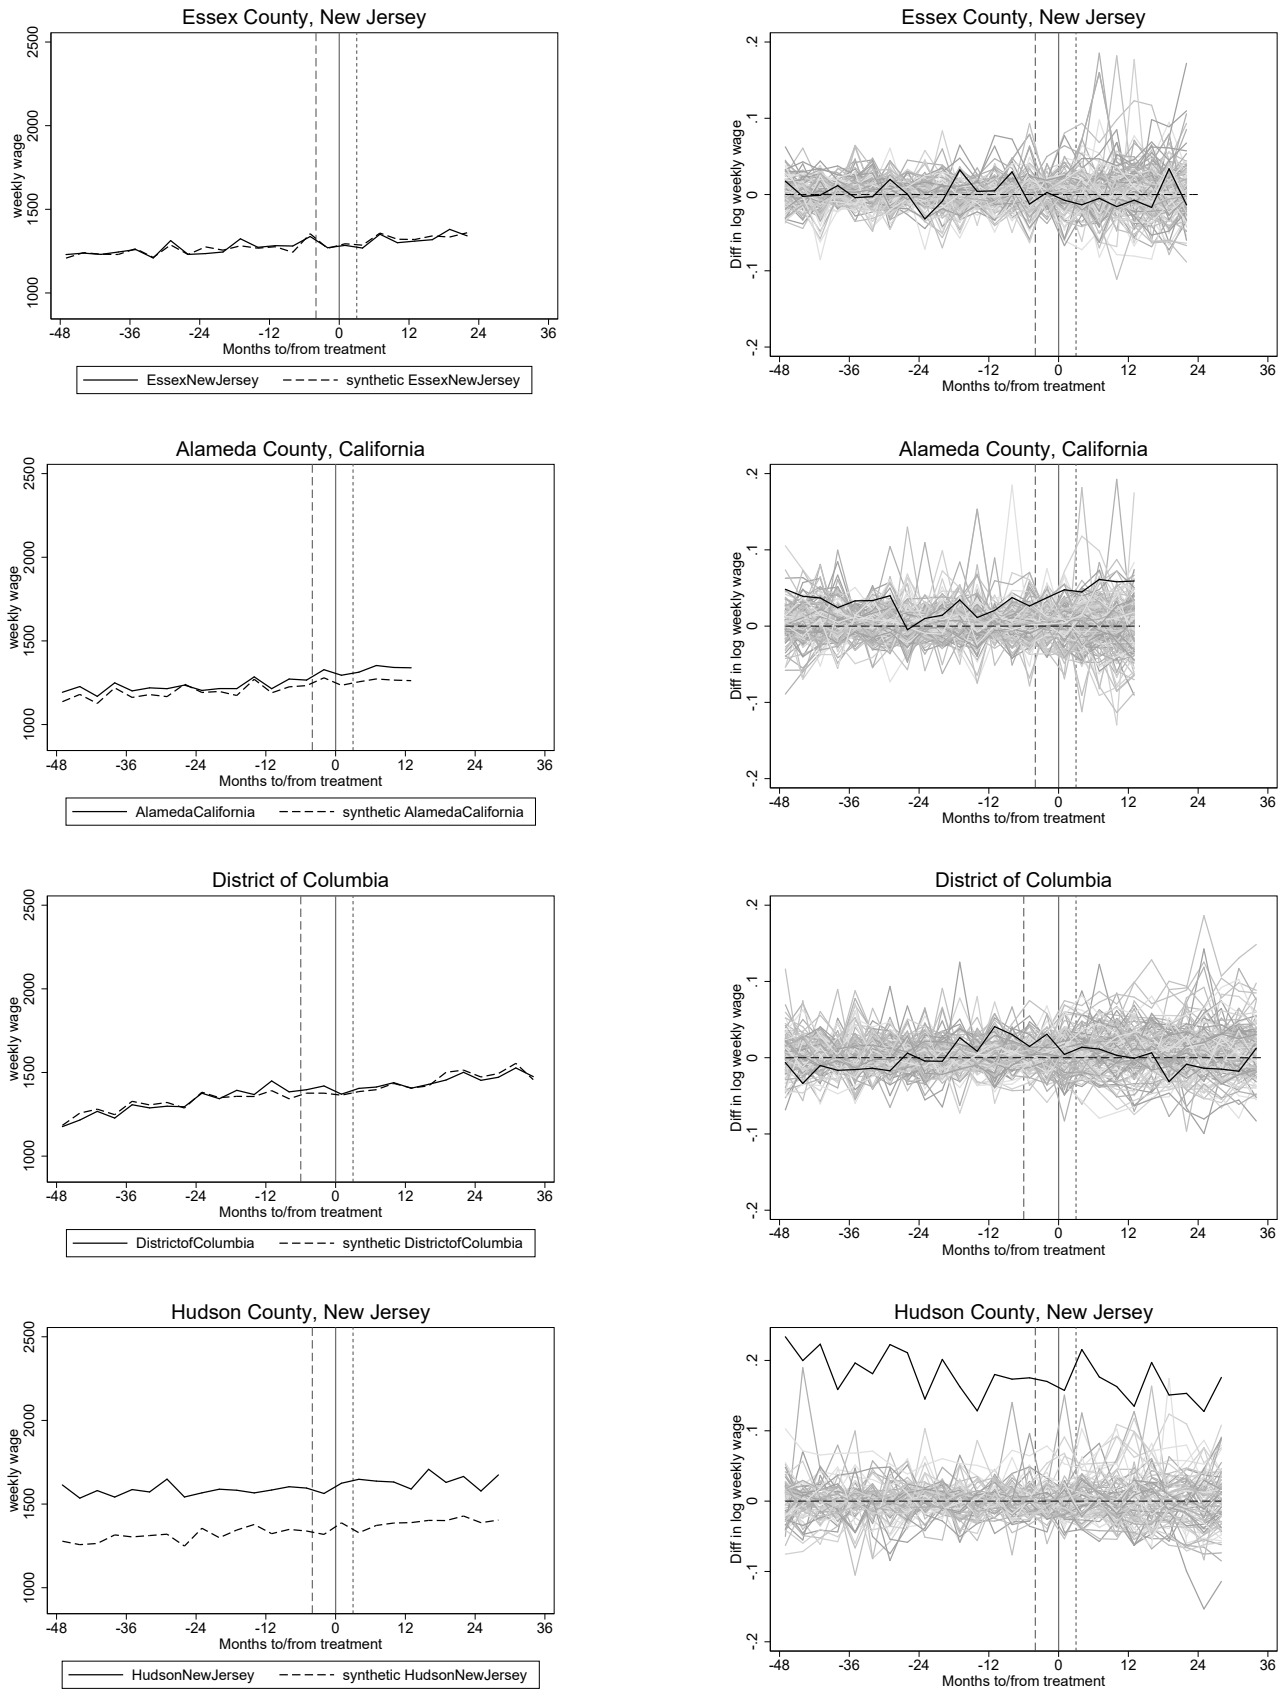 Essex County, New Jersey
2500
2000
1500
1000
weekly wage
-48 -36 -24 -12 0 12 24 36
Months to/from treatment
EssexNewJersey synthetic EssexNewJersey
Essex County, New Jersey
.2
.1
0
-.1
-.2
Diff in log weekly wage
-48 -36 -24 -12 0 12 24 36
Months to/from treatment
Alameda County, California
2500
2000
1500
1000
weekly wage
-48 -36 -24 -12 0 12 24 36
Months to/from treatment
AlamedaCalifornia synthetic AlamedaCalifornia
Alameda County, California
.2
.1
0
-.1
-.2
Diff in log weekly wage
-48 -36 -24 -12 0 12 24 36
Months to/from treatment
District of Columbia
2500
2000
1500
1000
weekly wage
-48 -36 -24 -12 0 12 24 36
Months to/from treatment
DistrictofColumbia synthetic DistrictofColumbia
District of Columbia
.2
.1
0
-.1
-.2
Diff in log weekly wage
-48 -36 -24 -12 0 12 24 36
Months to/from treatment
Hudson County, New Jersey
2500
2000
1500
1000
weekly wage
-48 -36 -24 -12 0 12 24 36
Months to/from treatment
HudsonNewJersey synthetic HudsonNewJersey
Hudson County, New Jersey
.2
.1
0
-.1
-.2
Diff in log weekly wage
-48 -36 -24 -12 0 12 24 36
Months to/from treatment